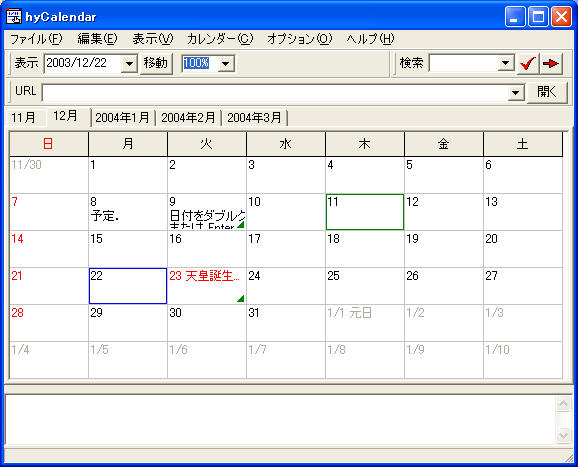 hyCalendar
ファイル(F) 編集(E) 表示(V) カレンダー(C) オプション(O) ヘルプ(H)
表示 2003/12/22 移動 100% 検索
URL 開く
11月 12月 2004年1月 2004年2月 2004年3月
日 月 火 水 木 金 土
11/30 1 2 3 4 5 6
7 8 9 10 11 12 13
予定. 日付をダブルク
または Enter
14 15 16 17 18 19 20
21 22 23 天皇誕生... 24 25 26 27
28 29 30 31 1/1 元日 1/2 1/3
1/4 1/5 1/6 1/7 1/8 1/9 1/10